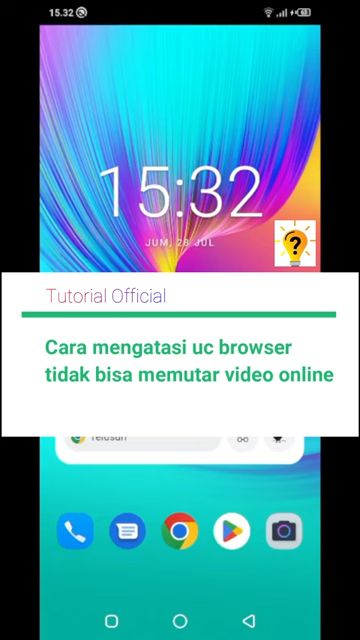 15.32
60
15:32
JUM, 28 JUL
?
Tutorial Official
Cara mengatasi uc browser
tidak bisa memutar video online
Telusuri